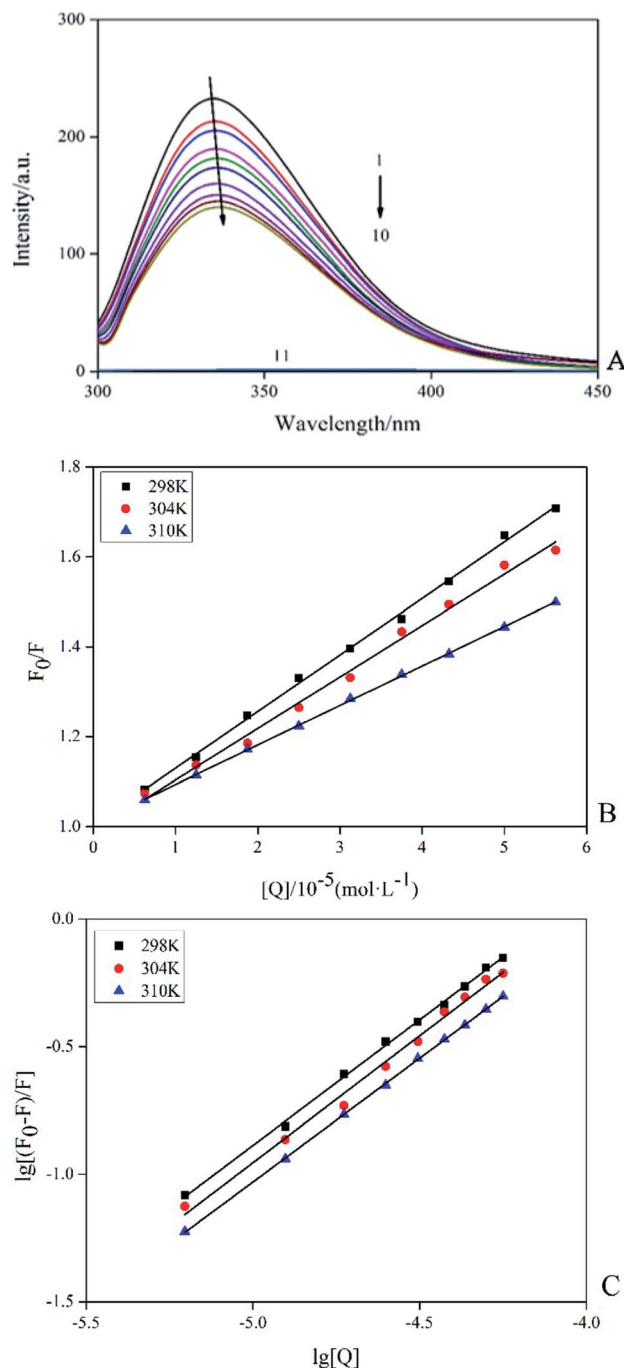 300
200
100
0
Intensity/a.u.
1
10
11
300 350 400 450
Wavelength/nm
A
1.8
1.6
1.4
1.2
1.0
F0/F
298K
304K
310K
0 1 2 3 4 5 6
[Q]/10-5(mol·L-1)
B
0.0
-0.5
-1.0
-1.5
lg[(F0-F)/F]
298K
304K
310K
-5.5 -5.0 -4.5 -4.0
lg[Q]
C